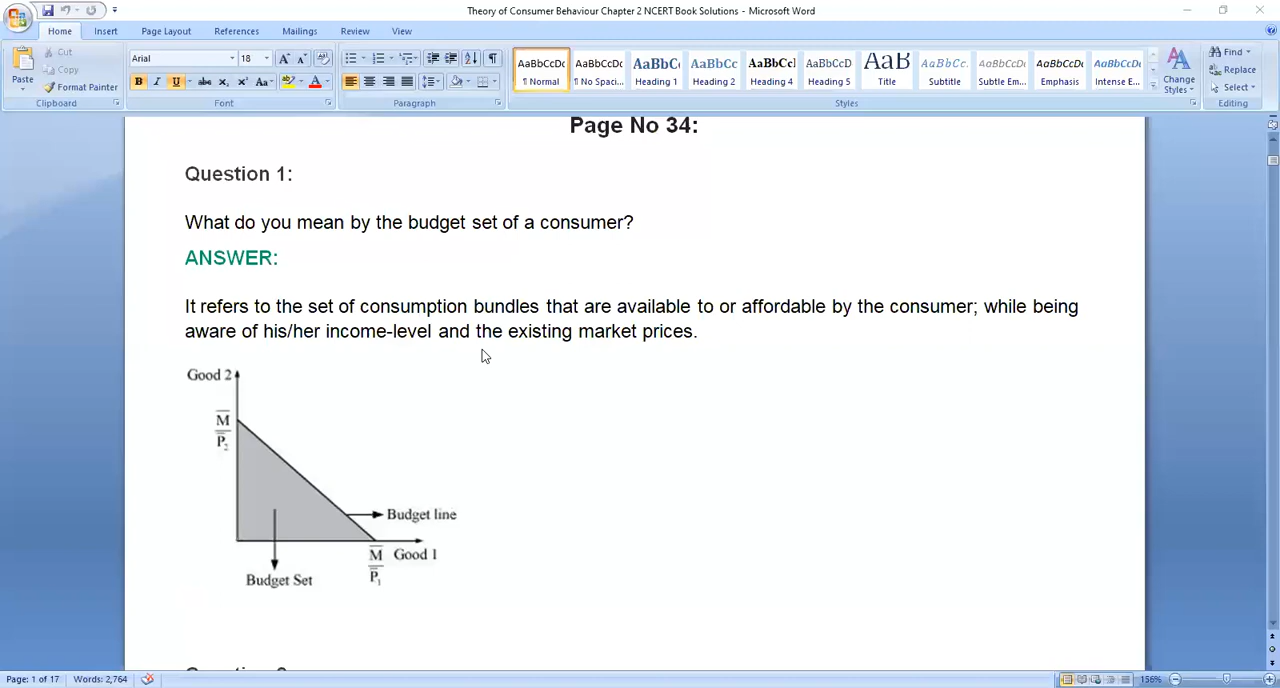 Theory of Consumer Behaviour Chapter 2 NCERT Book Solutions - Microsoft Word
Home Insert Page Layout References Mailings Review View
Paste
Cut
Copy
Format Painter
Clipboard
Arial 18
Font
Paragraph
AaBbCcDc AaBbCcDc AaBbC AaBbCc AaBbCcI AaBbCcD AaB AaBbCc. AaBbCcDc AaBbCcDc AaBbCcDc
¶ Normal ¶ No Spaci... Heading 1 Heading 2 Heading 4 Heading 5 Title Subtitle Subtle Em... Emphasis Intense E...
Change
Styles
Styles
Find
Replace
Select
Editing
Page No 34:
Question 1:
What do you mean by the budget set of a consumer?
ANSWER:
It refers to the set of consumption bundles that are available to or affordable by the consumer; while being
aware of his/her income-level and the existing market prices.
Good 2
M
P2
Budget line
M
P1
Good 1
Budget Set
Page: 1 of 17 Words: 2,764 156%